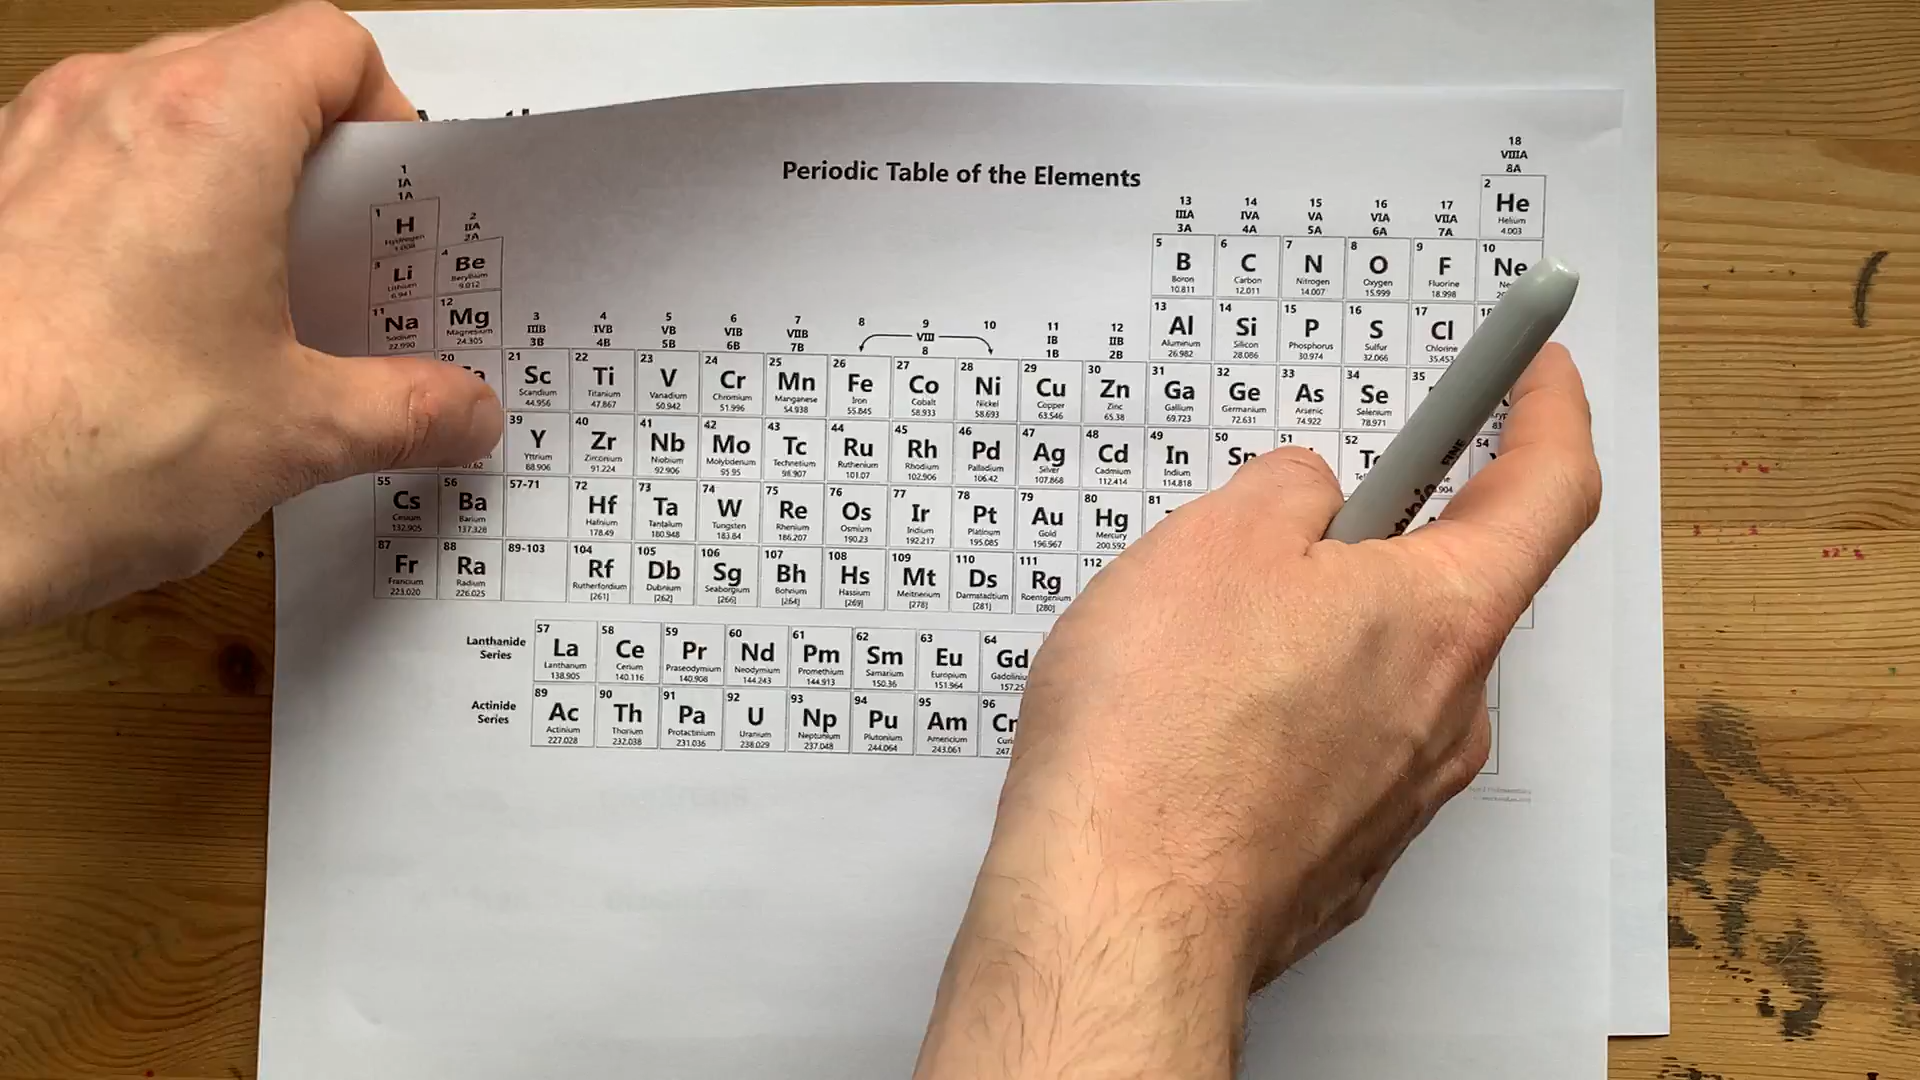 Periodic Table of the Elements
1 18
IA VIIIA
1A 8A
1 2
H He
Hydrogen Helium
1.008 4.003
2 13 14 15 16 17
IIA IIIA IVA VA VIA VIIA
2A 3A 4A 5A 6A 7A
3 4 5 6 7 8 9 10
Li Be B C N O F Ne
Lithium Beryllium Boron Carbon Nitrogen Oxygen Fluorine
6.941 9.012 10.811 12.011 14.007 15.999 18.998
11 12 13 14 15 16 17
Na Mg Al Si P S Cl
Sodium Magnesium Aluminum Silicon Phosphorus Sulfur Chlorine
22.990 24.305 26.982 28.086 30.974 32.066 35.453
3 4 5 6 7 8 9 10 11 12
IIIB IVB VB VIB VIIB VIII IB IIB
3B 4B 5B 6B 7B 8 1B 2B
20 21 22 23 24 25 26 27 28 29 30 31 32 33 34 35
Sc Ti V Cr Mn Fe Co Ni Cu Zn Ga Ge As Se
Scandium Titanium Vanadium Chromium Manganese Iron Cobalt Nickel Copper Zinc Gallium Germanium Arsenic Selenium
44.956 47.867 50.942 51.996 54.938 55.845 58.933 58.693 63.546 65.38 69.723 72.631 74.922 78.971
39 40 41 42 43 44 45 46 47 48 49 50 51 52 54
Y Zr Nb Mo Tc Ru Rh Pd Ag Cd In Sn
Yttrium Zirconium Niobium Molybdenum Technetium Ruthenium Rhodium Palladium Silver Cadmium Indium
88.906 91.224 92.906 95.95 98.907 101.07 102.906 106.42 107.868 112.414 114.818
55 56 57-71 72 73 74 75 76 77 78 79 80 81
Cs Ba Hf Ta W Re Os Ir Pt Au Hg
Cesium Barium Hafnium Tantalum Tungsten Rhenium Osmium Iridium Platinum Gold Mercury
132.905 137.328 178.49 180.948 183.84 186.207 190.23 192.217 195.085 196.967 200.592
87 88 89-103 104 105 106 107 108 109 110 111 112
Fr Ra Rf Db Sg Bh Hs Mt Ds Rg
Francium Radium Rutherfordium Dubnium Seaborgium Bohrium Hassium Meitnerium Darmstadtium Roentgenium
223.020 226.025 [261] [262] [266] [264] [269] [278] [281] [280]
Lanthanide Series
57 58 59 60 61 62 63 64
La Ce Pr Nd Pm Sm Eu Gd
Lanthanum Cerium Praseodymium Neodymium Promethium Samarium Europium
138.905 140.116 140.908 144.243 144.913 150.36 151.964 157.25
Actinide Series
89 90 91 92 93 94 95 96
Ac Th Pa U Np Pu Am
Actinium Thorium Protactinium Uranium Neptunium Plutonium Americium
227.028 232.038 231.036 238.029 237.048 244.064 243.061
FINE